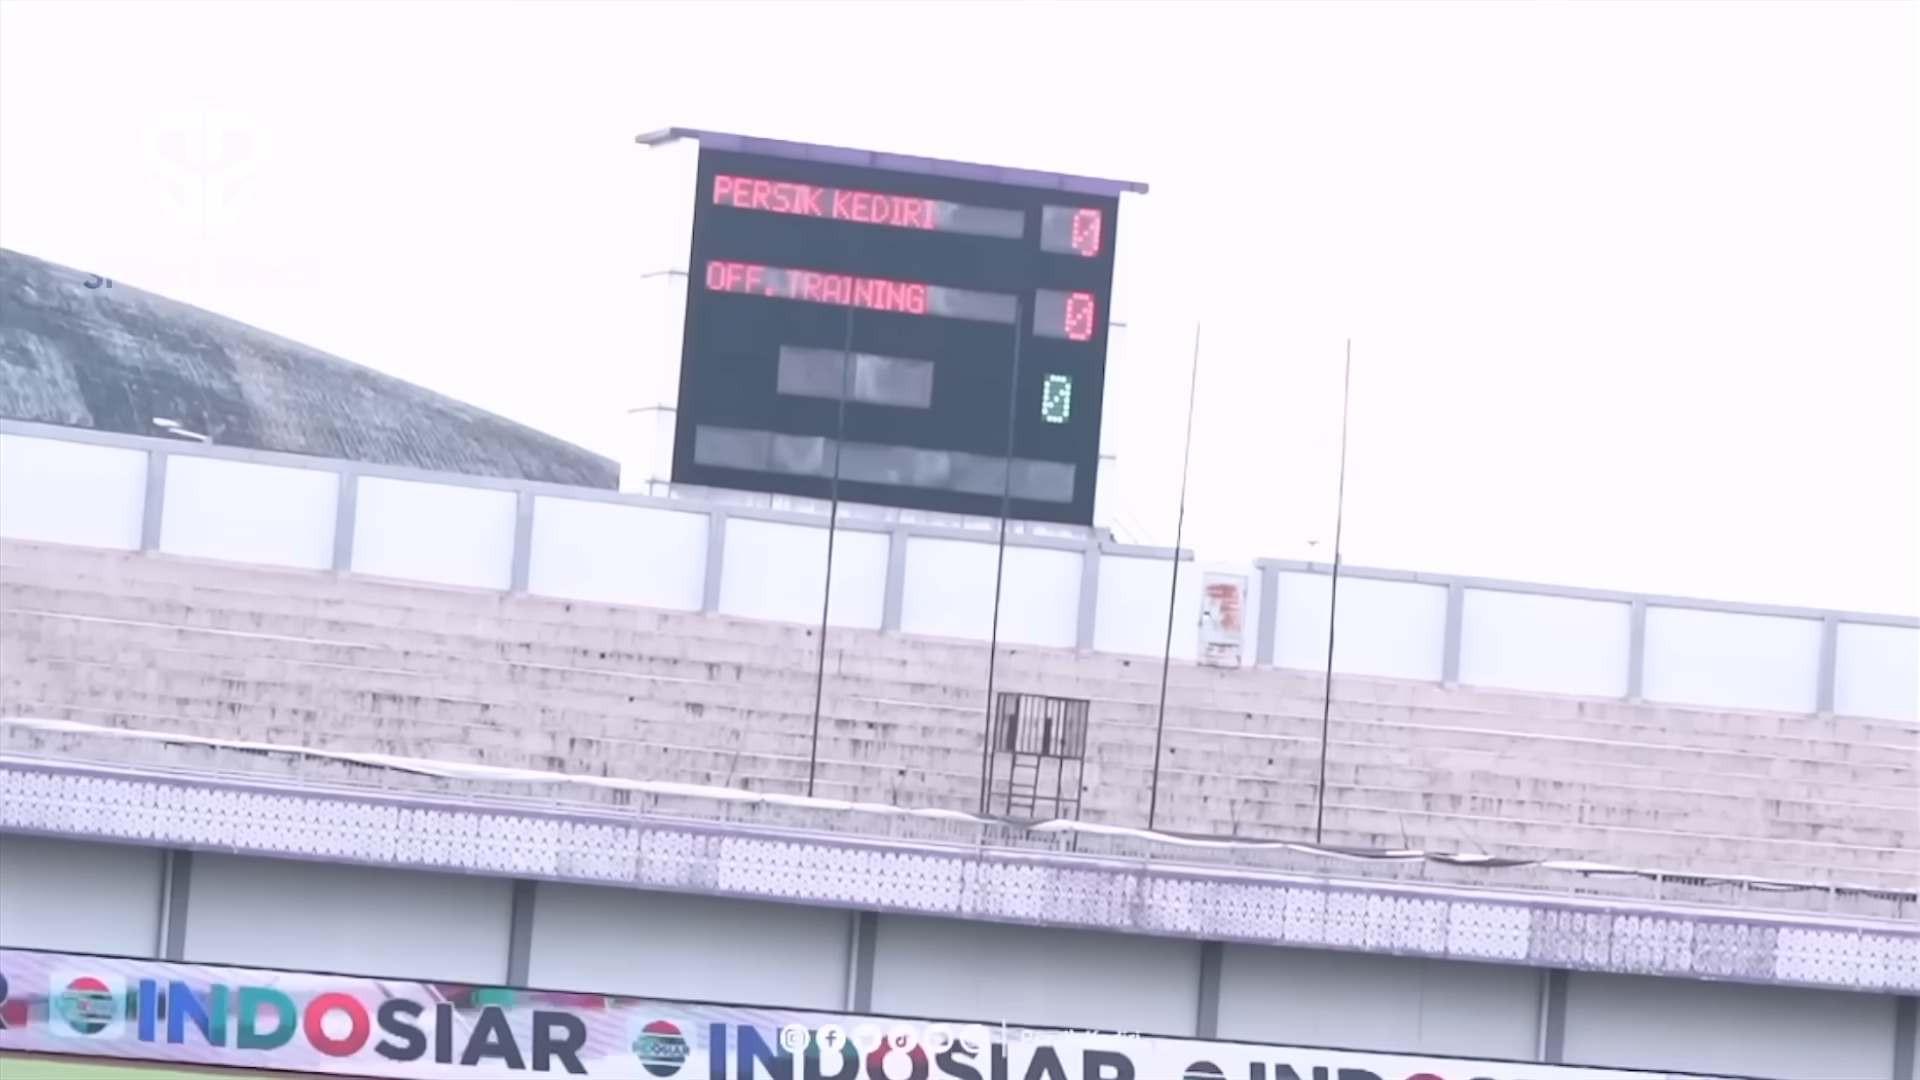 PERSIK KEDIRI 0
OFF. TRAINING 0
0
INDOSIAR INDOSIAR